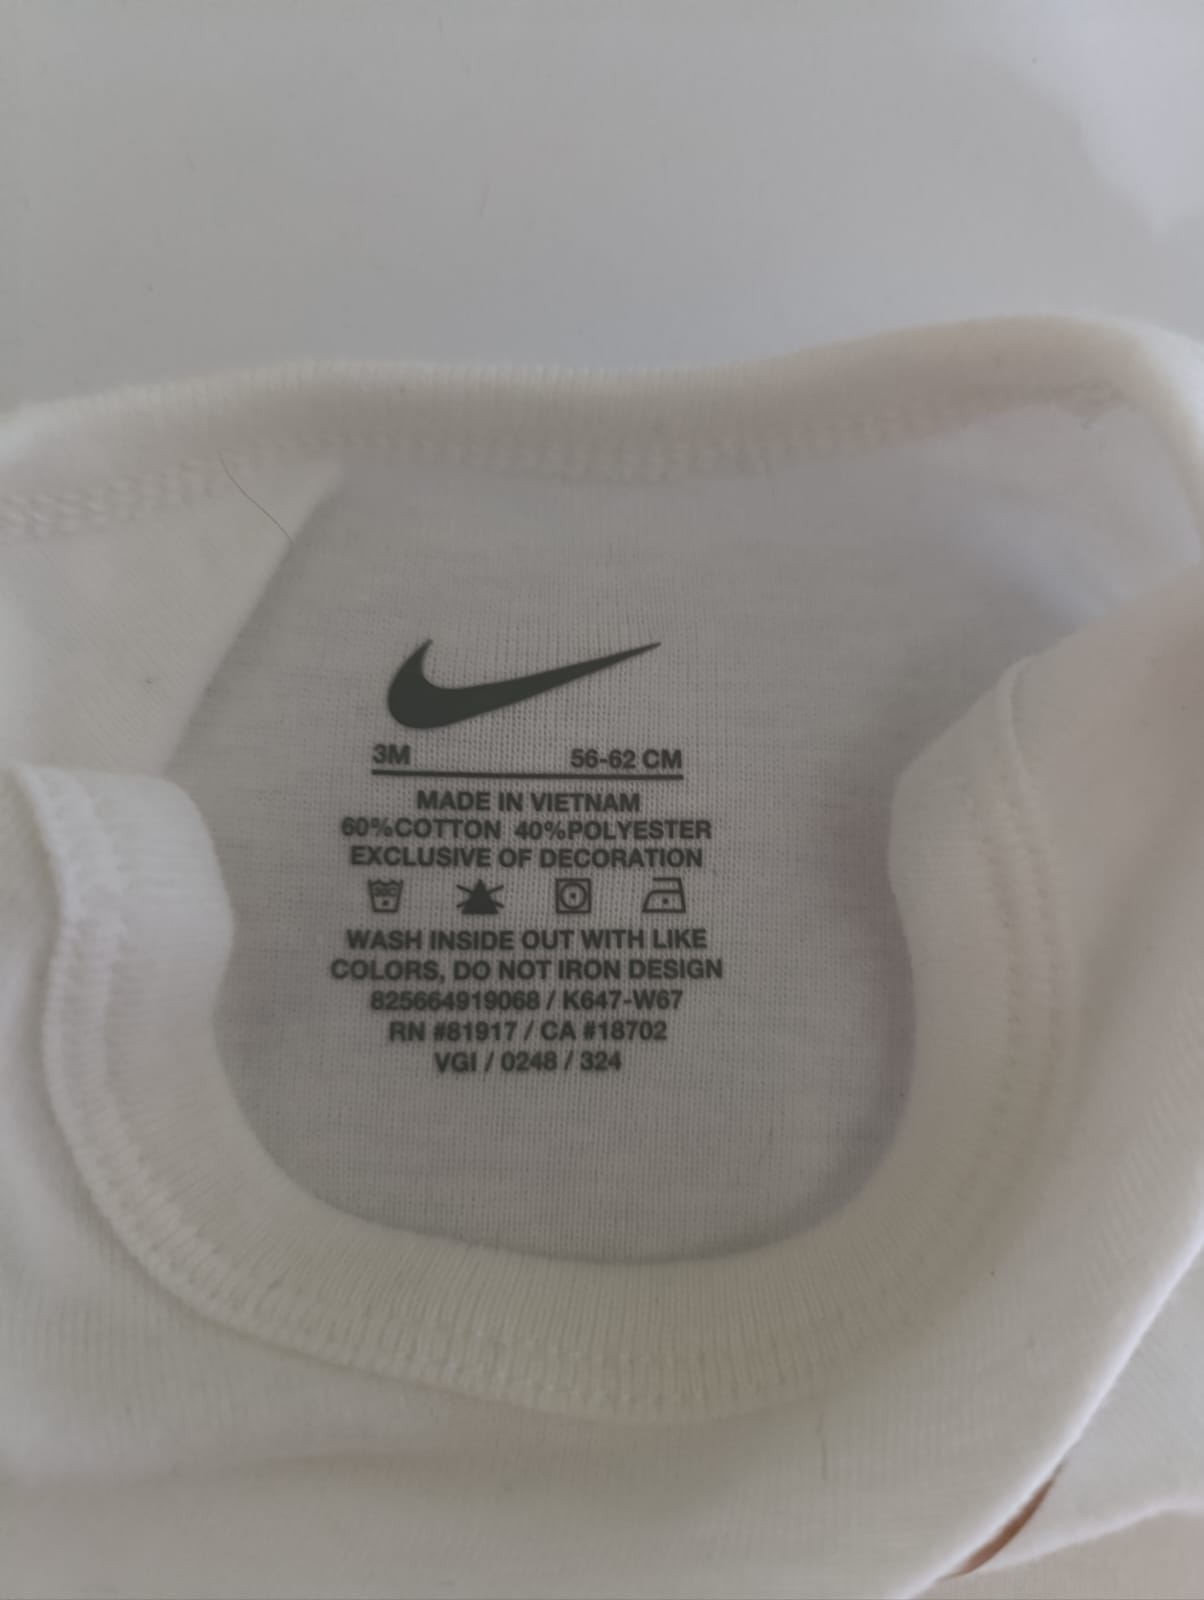 3M 56-62 CM
MADE IN VIETNAM
60%COTTON 40%POLYESTER
EXCLUSIVE OF DECORATION
WASH INSIDE OUT WITH LIKE
COLORS, DO NOT IRON DESIGN
825664919068 / K647-W67
RN #81917 / CA #18702
VGI / 0248 / 324